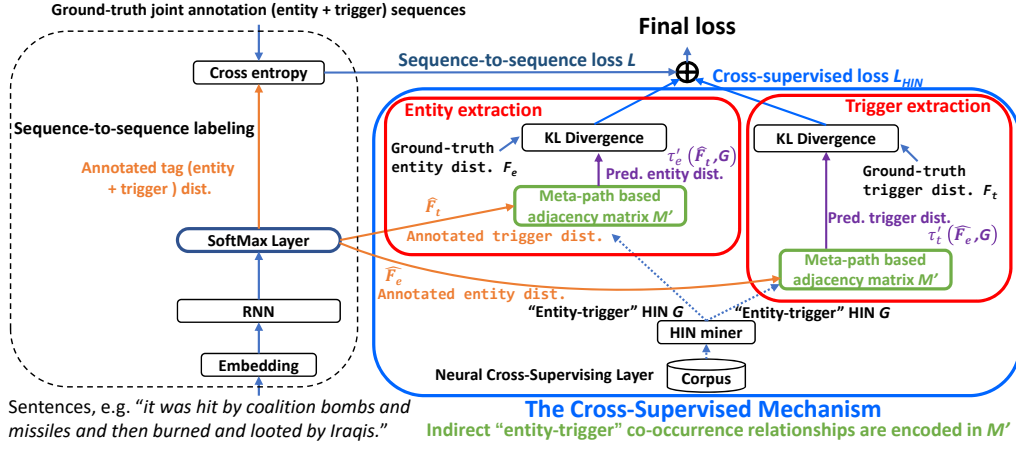 Ground-truth joint annotation (entity + trigger) sequences
Final loss
Cross entropy
Sequence-to-sequence loss L
Cross-supervised loss L_HIN
Entity extraction
Trigger extraction
Sequence-to-sequence labeling
KL Divergence
KL Divergence
Ground-truth
entity dist. F_e
τ′_e (F̂_t,G)
Pred. entity dist.
Ground-truth
trigger dist. F_t
Annotated tag (entity
+ trigger ) dist.
Meta-path based
adjacency matrix M'
Pred. trigger dist.
τ′_t (F̂_e,G)
F̂_t
SoftMax Layer
Annotated trigger dist.
Meta-path based
adjacency matrix M'
F̂_e
Annotated entity dist.
RNN
“Entity-trigger” HIN G
“Entity-trigger” HIN G
HIN miner
Embedding
Neural Cross-Supervising Layer
Corpus
Sentences, e.g. “it was hit by coalition bombs and
missiles and then burned and looted by Iraqis.”
The Cross-Supervised Mechanism
Indirect “entity-trigger” co-occurrence relationships are encoded in M'